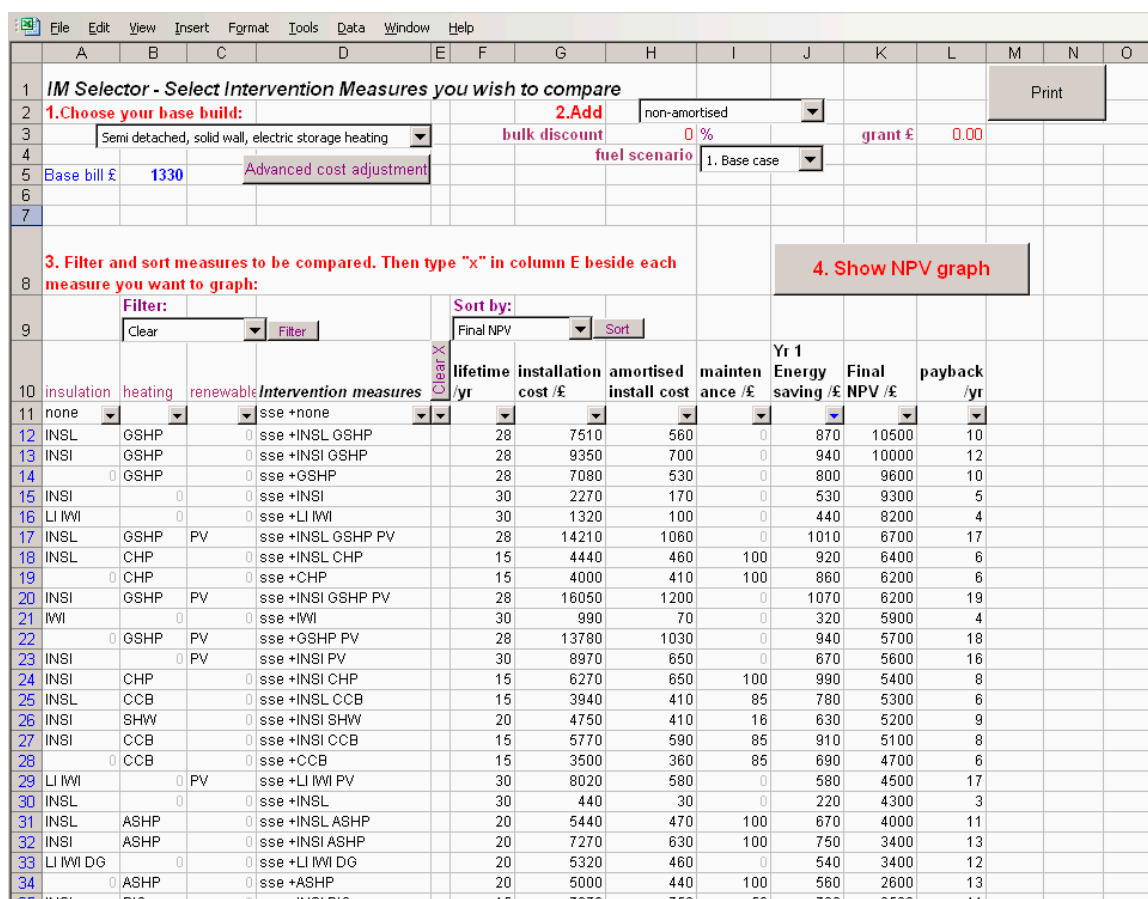 File Edit View Insert Format Tools Data Window Help
A B C D E F G H I J K L M N O
1 IM Selector - Select Intervention Measures you wish to compare
Print
2 1.Choose your base build: 2.Add non-amortised
3 Semi detached, solid wall, electric storage heating bulk discount 0 % grant £ 0.00
4 fuel scenario 1. Base case
5 Base bill £ 1330 Advanced cost adjustment
6
7
3. Filter and sort measures to be compared. Then type "x" in column E beside each
8 measure you want to graph:
4. Show NPV graph
Filter: Sort by:
9 Clear Filter Final NPV Sort
Clear X
Yr 1
lifetime installation amortised mainten Energy Final payback
10 insulation heating renewable Intervention measures /yr cost /£ install cost ance /£ saving /£ NPV /£ /yr
11 none sse +none
12 INSL GSHP 0 sse +INSL GSHP 28 7510 560 0 870 10500 10
13 INSI GSHP 0 sse +INSI GSHP 28 9350 700 0 940 10000 12
14 0 GSHP 0 sse +GSHP 28 7080 530 0 800 9600 10
15 INSI 0 0 sse +INSI 30 2270 170 0 530 9300 5
16 LI IWI 0 0 sse +LI IWI 30 1320 100 0 440 8200 4
17 INSL GSHP PV sse +INSL GSHP PV 28 14210 1060 0 1010 6700 17
18 INSL CHP 0 sse +INSL CHP 15 4440 460 100 920 6400 6
19 0 CHP 0 sse +CHP 15 4000 410 100 860 6200 6
20 INSI GSHP PV sse +INSI GSHP PV 28 16050 1200 0 1070 6200 19
21 IWI 0 0 sse +IWI 30 990 70 0 320 5900 4
22 0 GSHP PV sse +GSHP PV 28 13780 1030 0 940 5700 18
23 INSI 0 PV sse +INSI PV 30 8970 650 0 670 5600 16
24 INSI CHP 0 sse +INSI CHP 15 6270 650 100 990 5400 8
25 INSL CCB 0 sse +INSL CCB 15 3940 410 85 780 5300 6
26 INSI SHW 0 sse +INSI SHW 20 4750 410 16 630 5200 9
27 INSI CCB 0 sse +INSI CCB 15 5770 590 85 910 5100 8
28 0 CCB 0 sse +CCB 15 3500 360 85 690 4700 6
29 LI IWI 0 PV sse +LI IWI PV 30 8020 580 0 580 4500 17
30 INSL 0 0 sse +INSL 30 440 30 0 220 4300 3
31 INSL ASHP 0 sse +INSL ASHP 20 5440 470 100 670 4000 11
32 INSI ASHP 0 sse +INSI ASHP 20 7270 630 100 750 3400 13
33 LI IWI DG 0 0 sse +LI IWI DG 20 5320 460 0 540 3400 12
34 0 ASHP 0 sse +ASHP 20 5000 440 100 560 2600 13